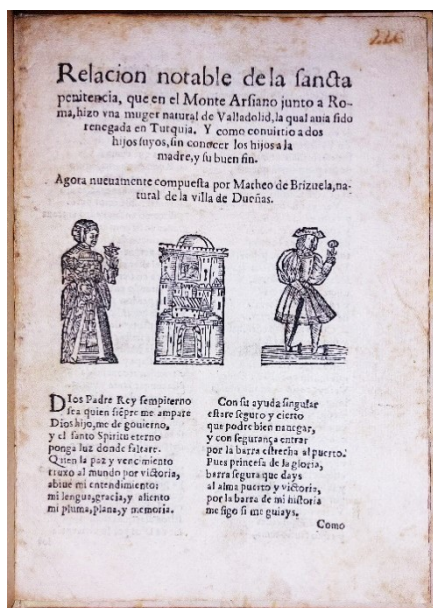 216
Relacion notable de la sancta
penitencia, que en el Monte Arsiano junto a Ro-
ma, hizo vna muger natural de Valladolid, la qual auia sido
renegada en Turquia. Y como conuirtio a dos
hijos suyos, sin conocer los hijos a la
madre, y su buen fin.
Agora nueuamente compuesta por Matheo de Brizuela, na-
tural de la villa de Dueñas.
DIos Padre Rey sempiterno
sea quien siẽpre me ampare
Dios hijo, me de gouierno,
y el santo Spiritu eterno
ponga luz donde faltare.
Quien la paz y vencimiento
truxo al mundo por victoria,
abiue mi entendimiento:
mi lengua, gracia, y aliento
mi pluma, plana, y memoria.
Con su ayuda singular
estare seguro y cierto
que podre bien nauegar,
y con segurança entrar
por la barra estrecha al puerto.
Pues princesa de la gloria,
barra segura que days
al alma puerto y victoria,
por la barra de mi historia
me sigo si me guiays.
Como